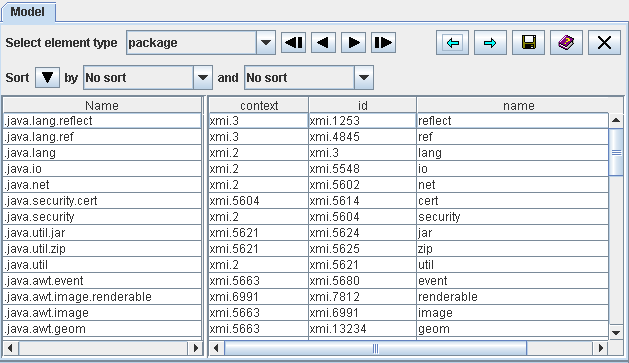 Model
Select element type package
Sort by No sort and No sort
Name context id name
.java.lang.reflect xmi.3 xmi.1253 reflect
.java.lang.ref xmi.3 xmi.4845 ref
.java.lang xmi.2 xmi.3 lang
.java.io xmi.2 xmi.5548 io
.java.net xmi.2 xmi.5602 net
.java.security.cert xmi.5604 xmi.5614 cert
.java.security xmi.2 xmi.5604 security
.java.util.jar xmi.5621 xmi.5624 jar
.java.util.zip xmi.5621 xmi.5625 zip
.java.util xmi.2 xmi.5621 util
.java.awt.event xmi.5663 xmi.5680 event
.java.awt.image.renderable xmi.6991 xmi.7812 renderable
.java.awt.image xmi.5663 xmi.6991 image
.java.awt.geom xmi.5663 xmi.13234 geom